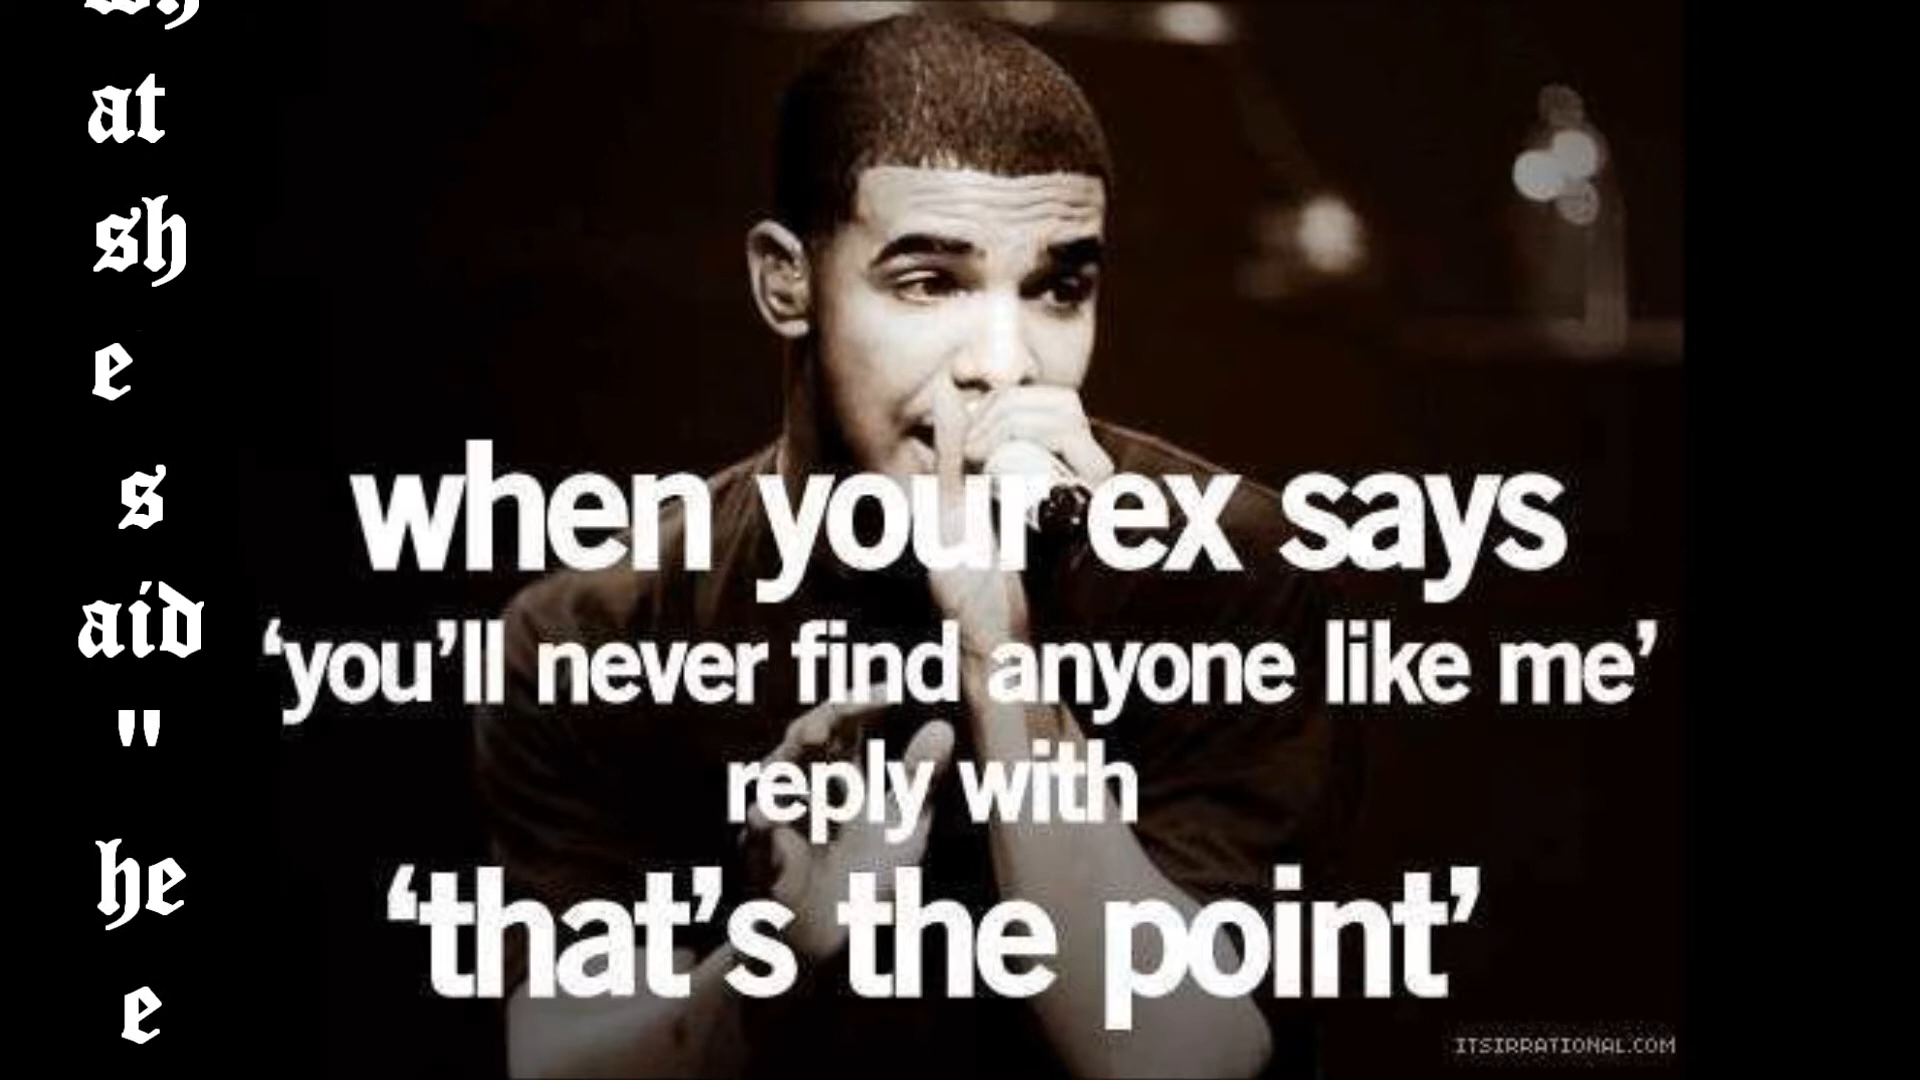 wh
at
sh
e
s
aid
"
he
e
when your ex says
‘you’ll never find anyone like me’
reply with
‘that’s the point’
ITSIRRATIONAL.COM